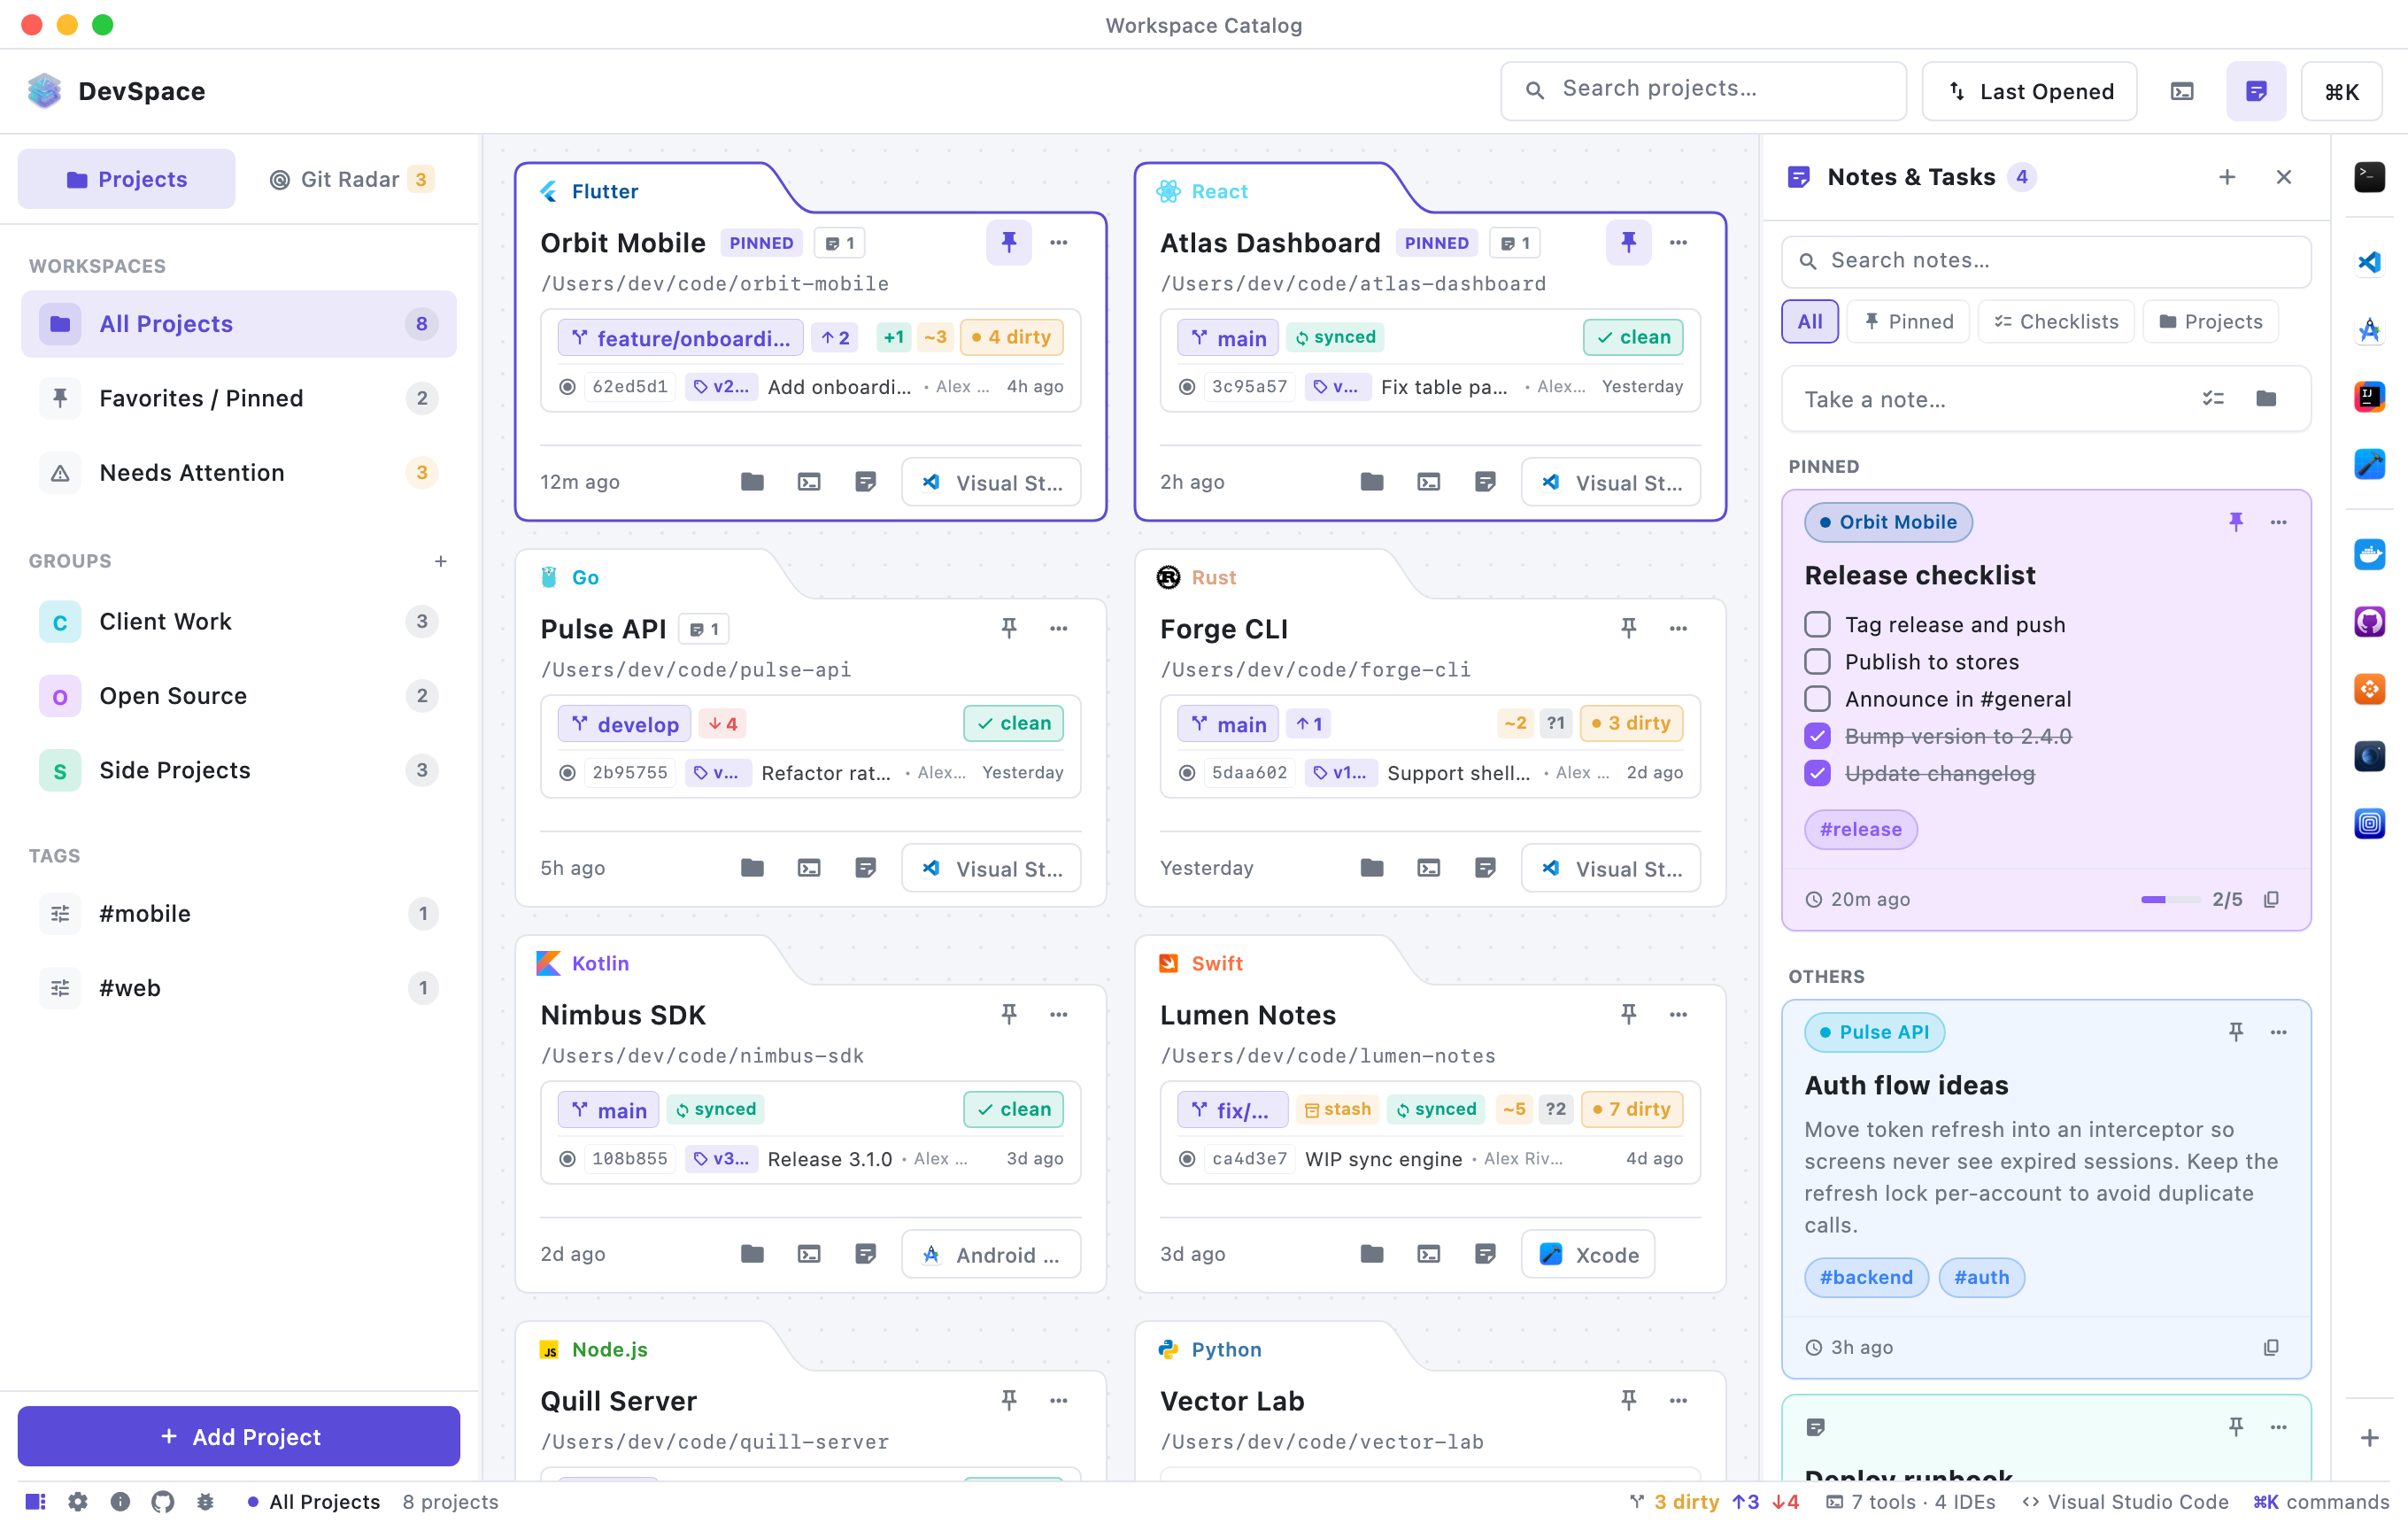 Workspace Catalog
DevSpace
Search projects...
Last Opened
⌘K
Projects
Git Radar 3
WORKSPACES
All Projects 8
Favorites / Pinned 2
Needs Attention 3
GROUPS +
C Client Work 3
O Open Source 2
S Side Projects 3
TAGS
#mobile 1
#web 1
+ Add Project
Flutter
Orbit Mobile PINNED 1
/Users/dev/code/orbit-mobile
feature/onboardi... ↑2 +1 ~3 4 dirty
62ed5d1 v2... Add onboardi... • Alex ... 4h ago
12m ago Visual St...
React
Atlas Dashboard PINNED 1
/Users/dev/code/atlas-dashboard
main synced clean
3c95a57 v... Fix table pa... • Alex... Yesterday
2h ago Visual St...
Go
Pulse API 1
/Users/dev/code/pulse-api
develop ↓4 clean
2b95755 v... Refactor rat... • Alex... Yesterday
5h ago Visual St...
Rust
Forge CLI
/Users/dev/code/forge-cli
main ↑1 ~2 ?1 3 dirty
5daa602 v1... Support shell... • Alex ... 2d ago
Yesterday Visual St...
Kotlin
Nimbus SDK
/Users/dev/code/nimbus-sdk
main synced clean
108b855 v3... Release 3.1.0 • Alex ... 3d ago
2d ago Android ...
Swift
Lumen Notes
/Users/dev/code/lumen-notes
fix/... stash synced ~5 ?2 7 dirty
ca4d3e7 WIP sync engine • Alex Riv... 4d ago
3d ago Xcode
JS Node.js
Quill Server
/Users/dev/code/quill-server
Python
Vector Lab
/Users/dev/code/vector-lab
Notes & Tasks 4
Search notes...
All Pinned Checklists Projects
Take a note...
PINNED
Orbit Mobile
Release checklist
Tag release and push
Publish to stores
Announce in #general
Bump version to 2.4.0
Update changelog
#release
20m ago 2/5
OTHERS
Pulse API
Auth flow ideas
Move token refresh into an interceptor so
screens never see expired sessions. Keep the
refresh lock per-account to avoid duplicate
calls.
#backend #auth
3h ago
Deploy runbook
IJ
All Projects 8 projects
3 dirty ↑3 ↓4 7 tools · 4 IDEs Visual Studio Code ⌘K commands